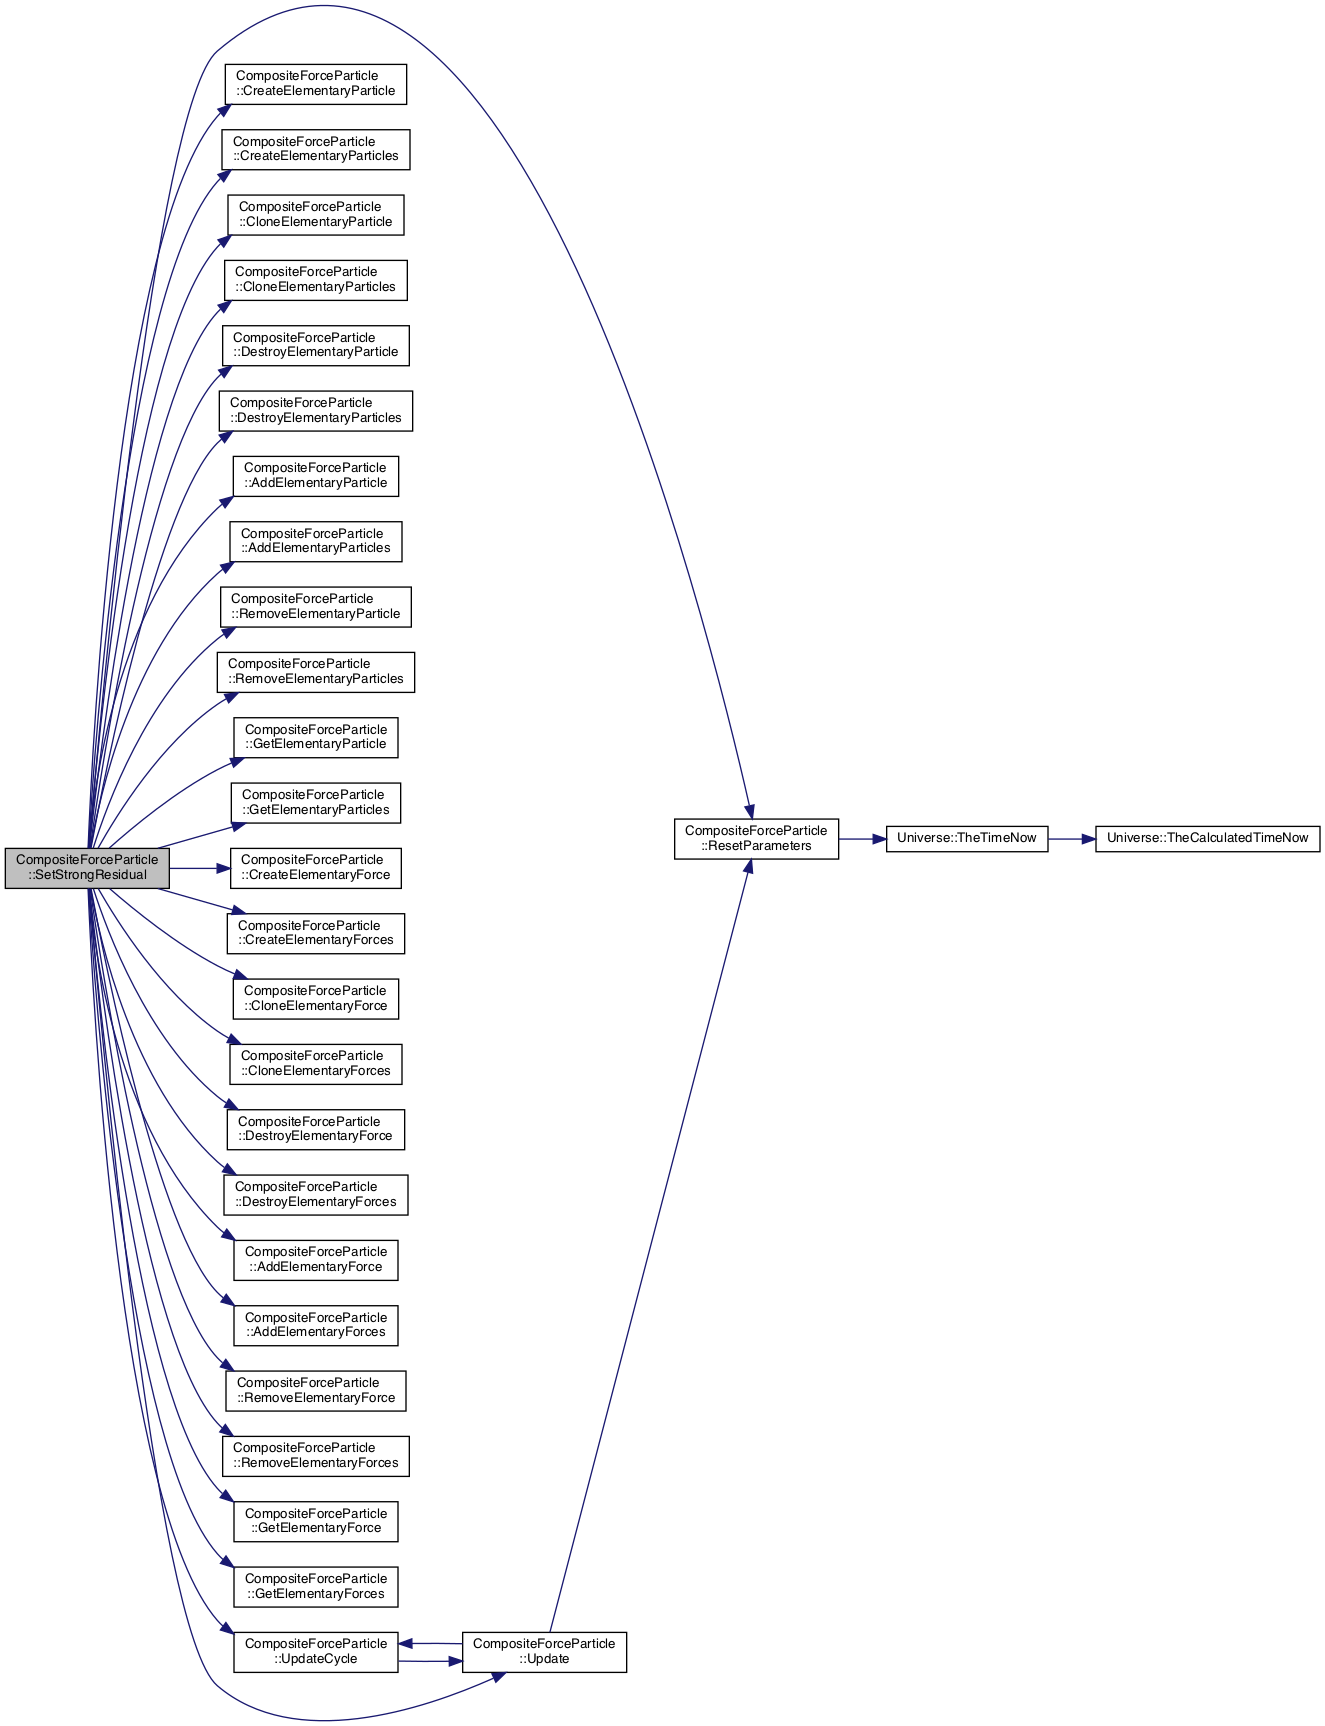 CompositeForceParticle
::CreateElementaryParticle
CompositeForceParticle
::CreateElementaryParticles
CompositeForceParticle
::CloneElementaryParticle
CompositeForceParticle
::CloneElementaryParticles
CompositeForceParticle
::DestroyElementaryParticle
CompositeForceParticle
::DestroyElementaryParticles
CompositeForceParticle
::AddElementaryParticle
CompositeForceParticle
::AddElementaryParticles
CompositeForceParticle
::RemoveElementaryParticle
CompositeForceParticle
::RemoveElementaryParticles
CompositeForceParticle
::GetElementaryParticle
CompositeForceParticle
::GetElementaryParticles
CompositeForceParticle
::SetStrongResidual
CompositeForceParticle
::CreateElementaryForce
CompositeForceParticle
::ResetParameters
Universe::TheTimeNow
Universe::TheCalculatedTimeNow
CompositeForceParticle
::CreateElementaryForces
CompositeForceParticle
::CloneElementaryForce
CompositeForceParticle
::CloneElementaryForces
CompositeForceParticle
::DestroyElementaryForce
CompositeForceParticle
::DestroyElementaryForces
CompositeForceParticle
::AddElementaryForce
CompositeForceParticle
::AddElementaryForces
CompositeForceParticle
::RemoveElementaryForce
CompositeForceParticle
::RemoveElementaryForces
CompositeForceParticle
::GetElementaryForce
CompositeForceParticle
::GetElementaryForces
CompositeForceParticle
::UpdateCycle
CompositeForceParticle
::Update